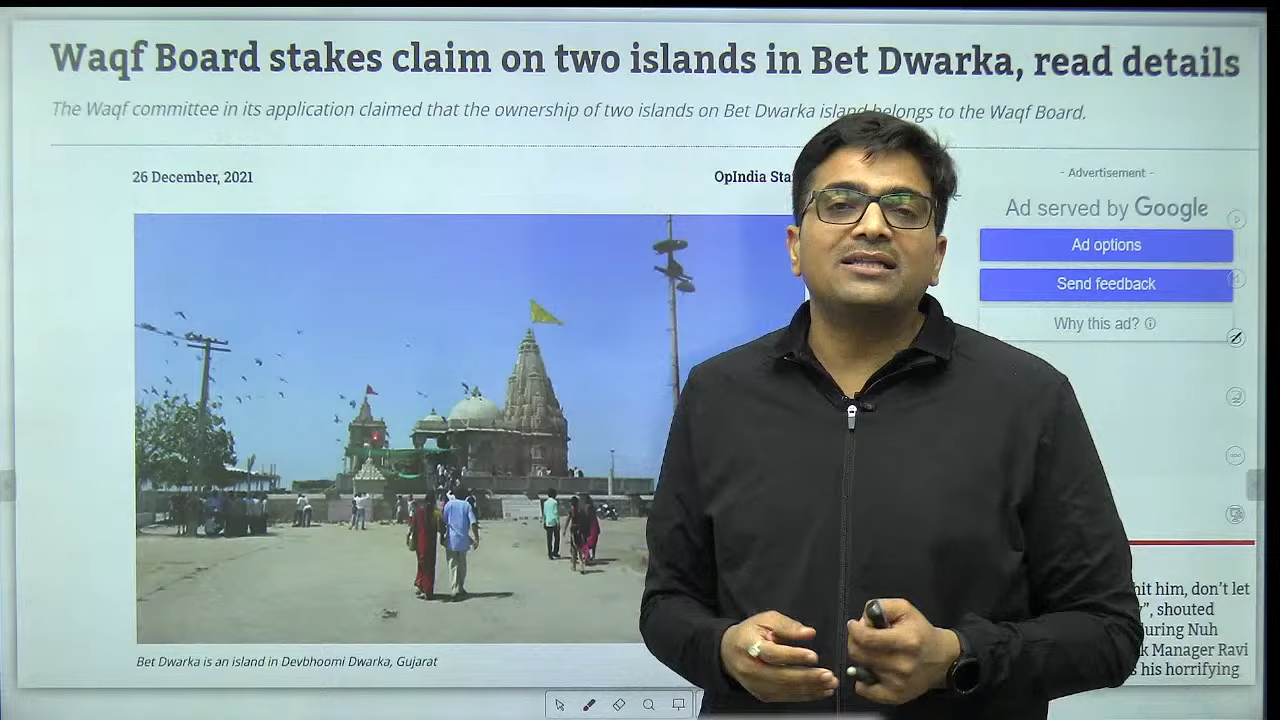 Waqf Board stakes claim on two islands in Bet Dwarka, read details
The Waqf committee in its application claimed that the ownership of two islands on Bet Dwarka island belongs to the Waqf Board.
26 December, 2021
OpIndia
- Advertisement -
Ad served by Google
Ad options
Send feedback
Why this ad?
hit him, don't let
", shouted
during Nuh
Manager Ravi
his horrifying
Bet Dwarka is an island in Devbhoomi Dwarka, Gujarat